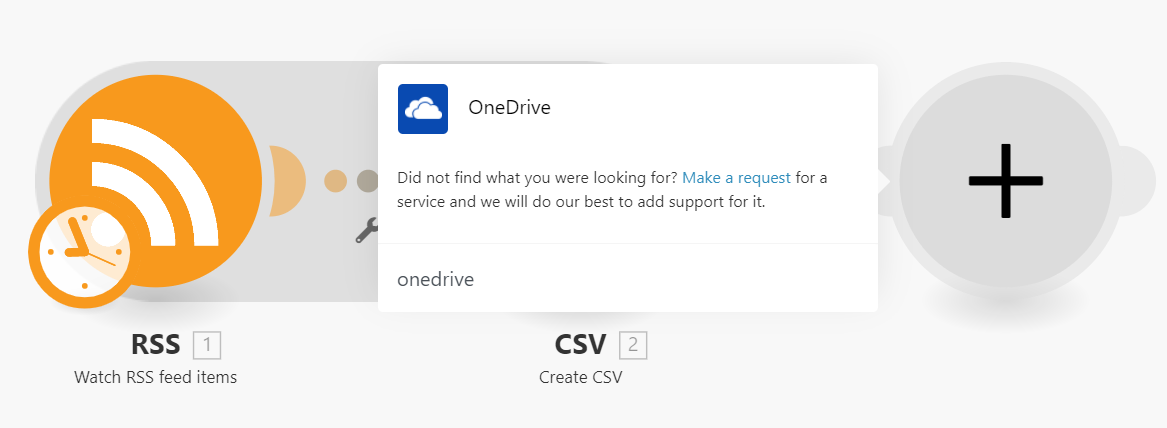 OneDrive
Did not find what you were looking for? Make a request for a
service and we will do our best to add support for it.
onedrive
RSS 1
Watch RSS feed items
CSV 2
Create CSV